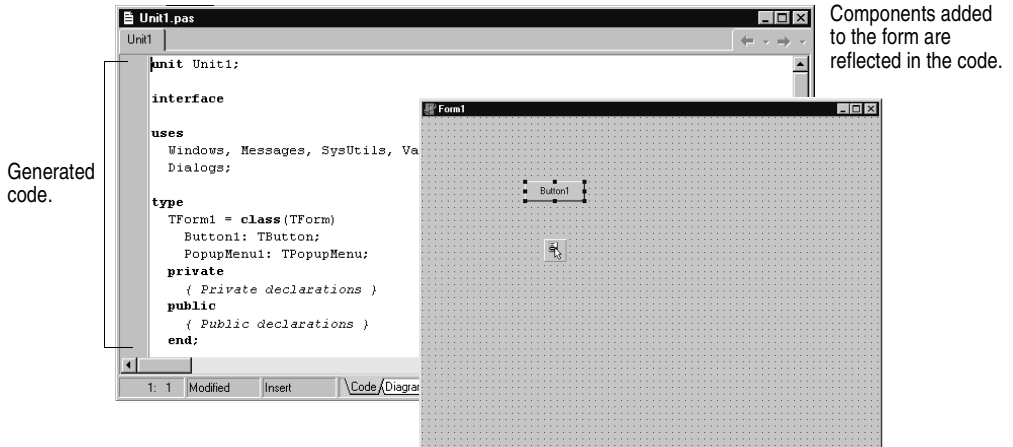 Unit1.pas
Unit1
unit Unit1;
interface
uses
Windows, Messages, SysUtils, Va
Dialogs;
type
TForm1 = class(TForm)
Button1: TButton;
PopupMenu1: TPopupMenu;
private
{ Private declarations }
public
{ Public declarations }
end;
1: 1 Modified Insert Code Diagra
Generated
code.
Components added
to the form are
reflected in the code.
Form1
Button1